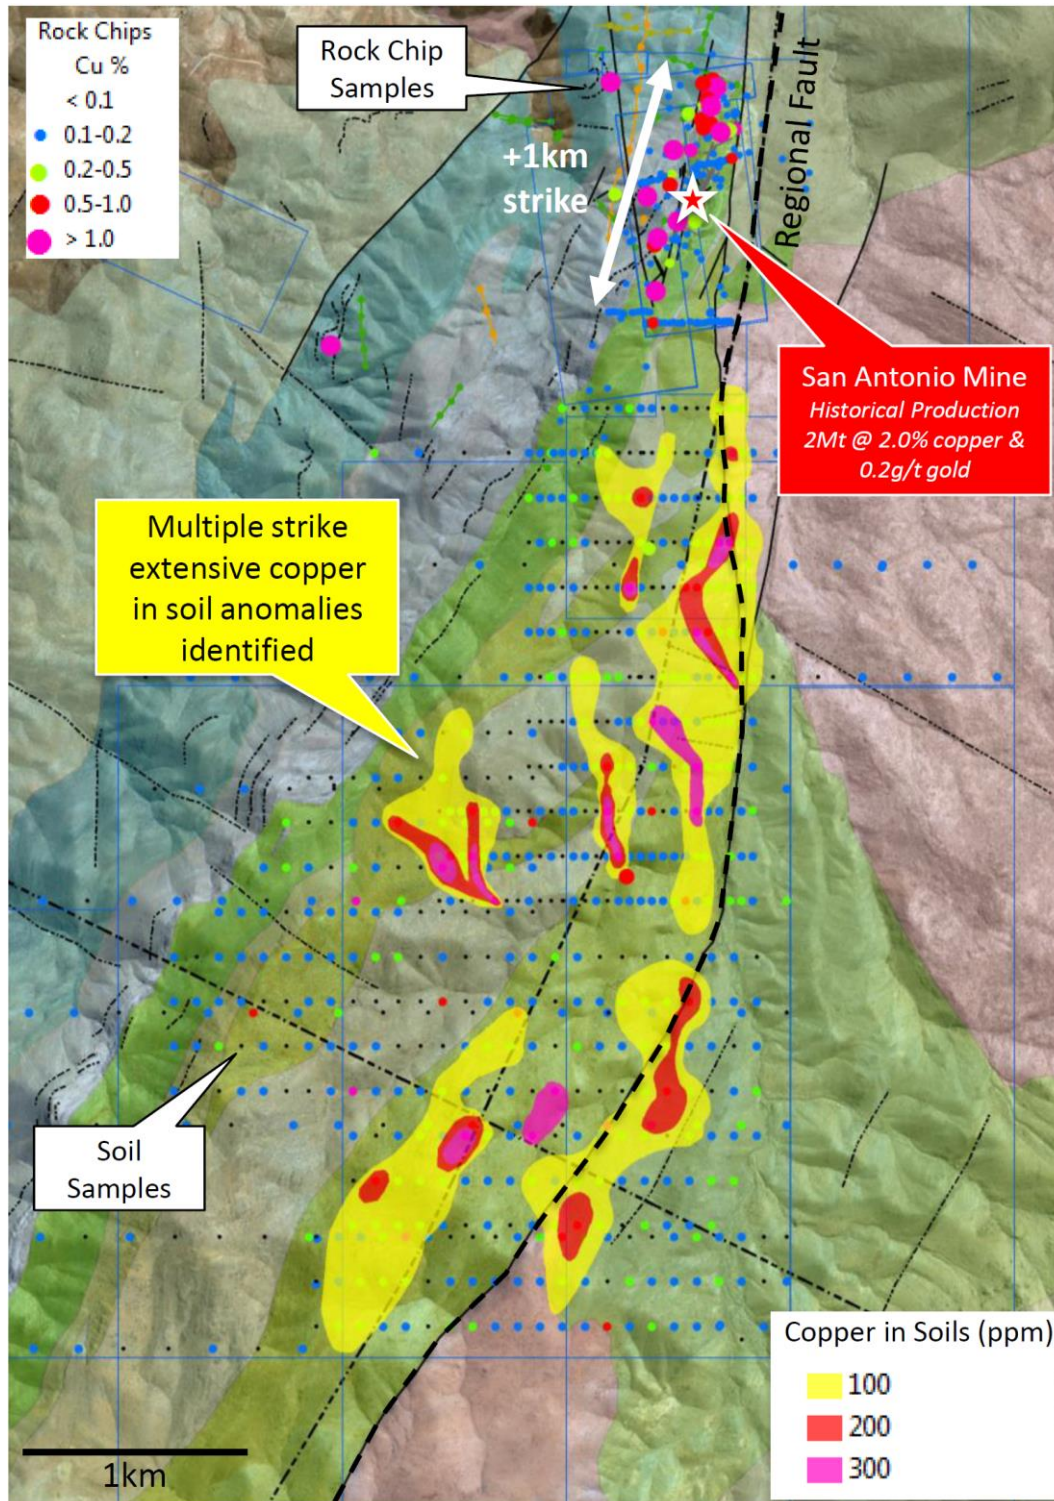 Rock Chips
Cu %
< 0.1
0.1-0.2
0.2-0.5
0.5-1.0
> 1.0
Rock Chip
Samples
+1km
strike
Regional Fault
San Antonio Mine
Historical Production
2Mt @ 2.0% copper &
0.2g/t gold
Multiple strike
extensive copper
in soil anomalies
identified
Soil
Samples
Copper in Soils (ppm)
100
200
300
1km